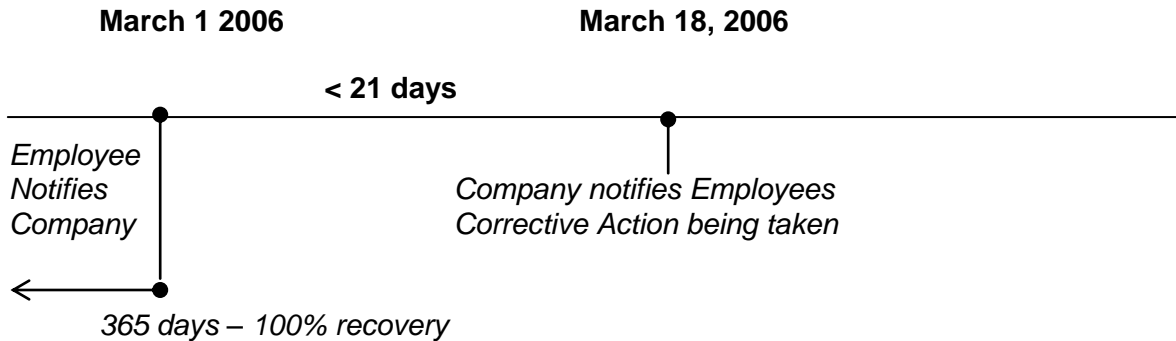 March 1 2006
March 18, 2006
< 21 days
Employee
Notifies
Company
Company notifies Employees
Corrective Action being taken
365 days – 100% recovery